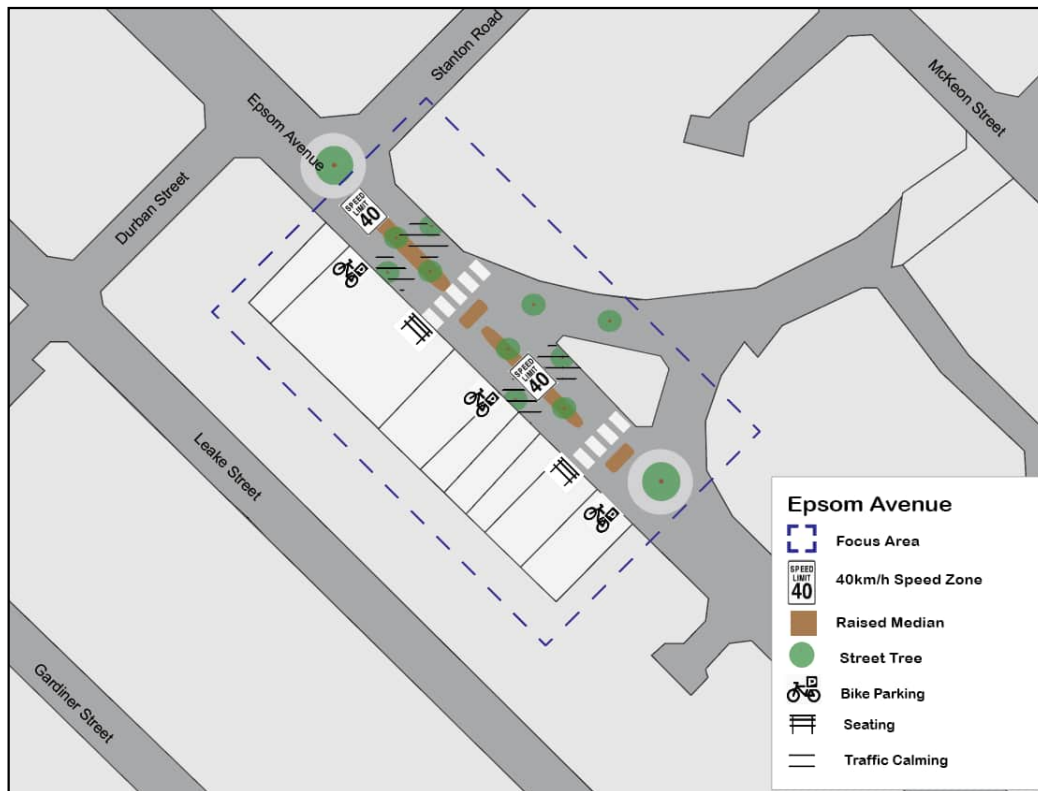 Stanton Road
McKeon Street
Epsom Avenue
Durban Street
SPEED
LIMIT
40
SPEED
LIMIT
40
Leake Street
Gardiner Street
Epsom Avenue
Focus Area
SPEED
LIMIT
40
40km/h Speed Zone
Raised Median
Street Tree
Bike Parking
Seating
Traffic Calming